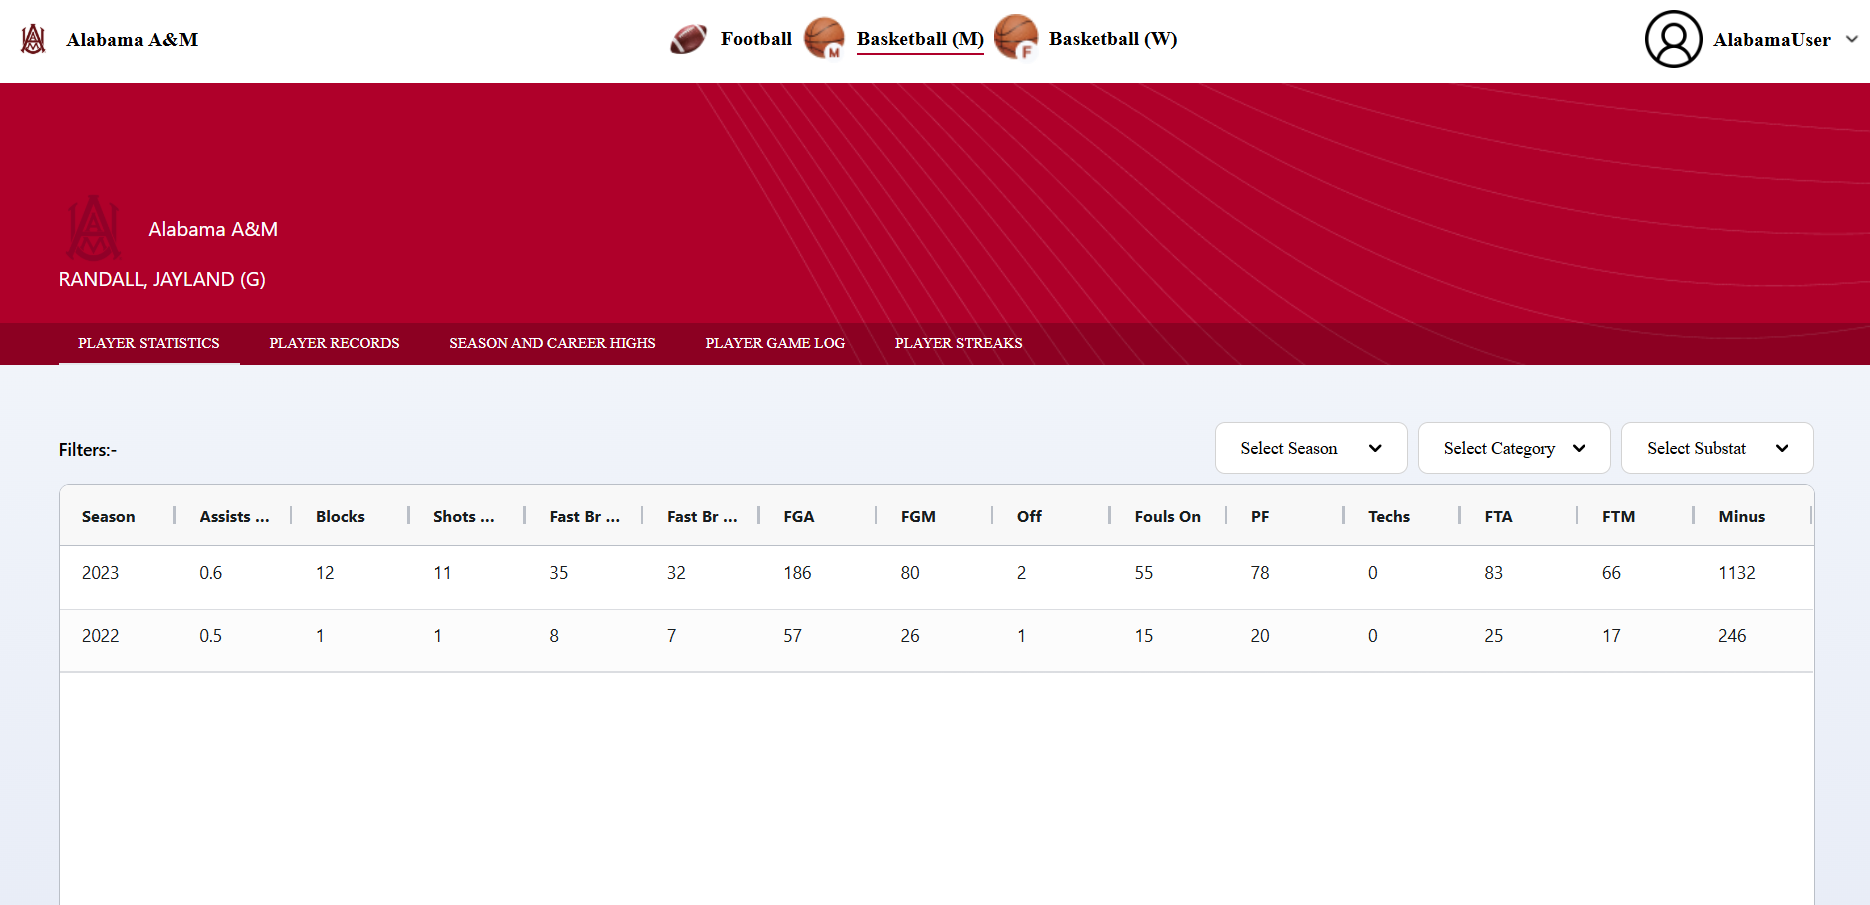 Alabama A&M
Football
M
Basketball (M)
F
Basketball (W)
AlabamaUser
Alabama A&M
RANDALL, JAYLAND (G)
PLAYER STATISTICS PLAYER RECORDS SEASON AND CAREER HIGHS PLAYER GAME LOG PLAYER STREAKS
Filters:-
Select Season Select Category Select Substat
Season Assists ... Blocks Shots ... Fast Br ... Fast Br ... FGA FGM Off Fouls On PF Techs FTA FTM Minus
2023 0.6 12 11 35 32 186 80 2 55 78 0 83 66 1132
2022 0.5 1 1 8 7 57 26 1 15 20 0 25 17 246